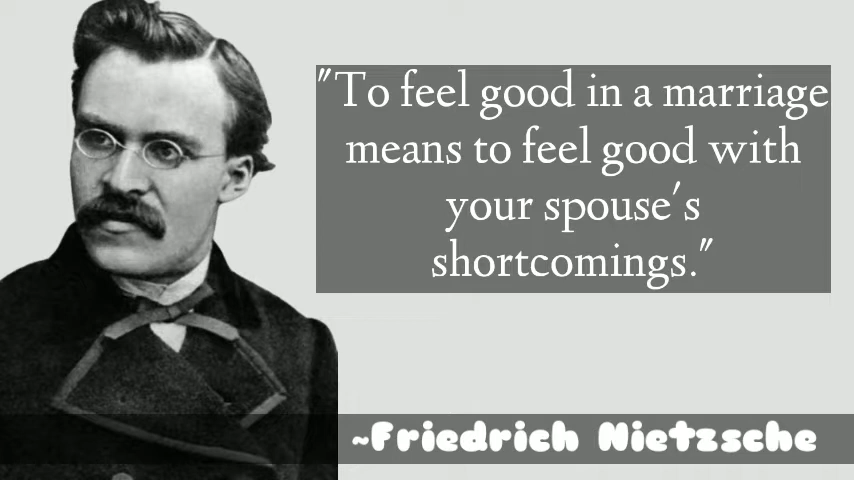 "To feel good in a marriage
means to feel good with
your spouse's
shortcomings."
~Friedrich Nietzsche